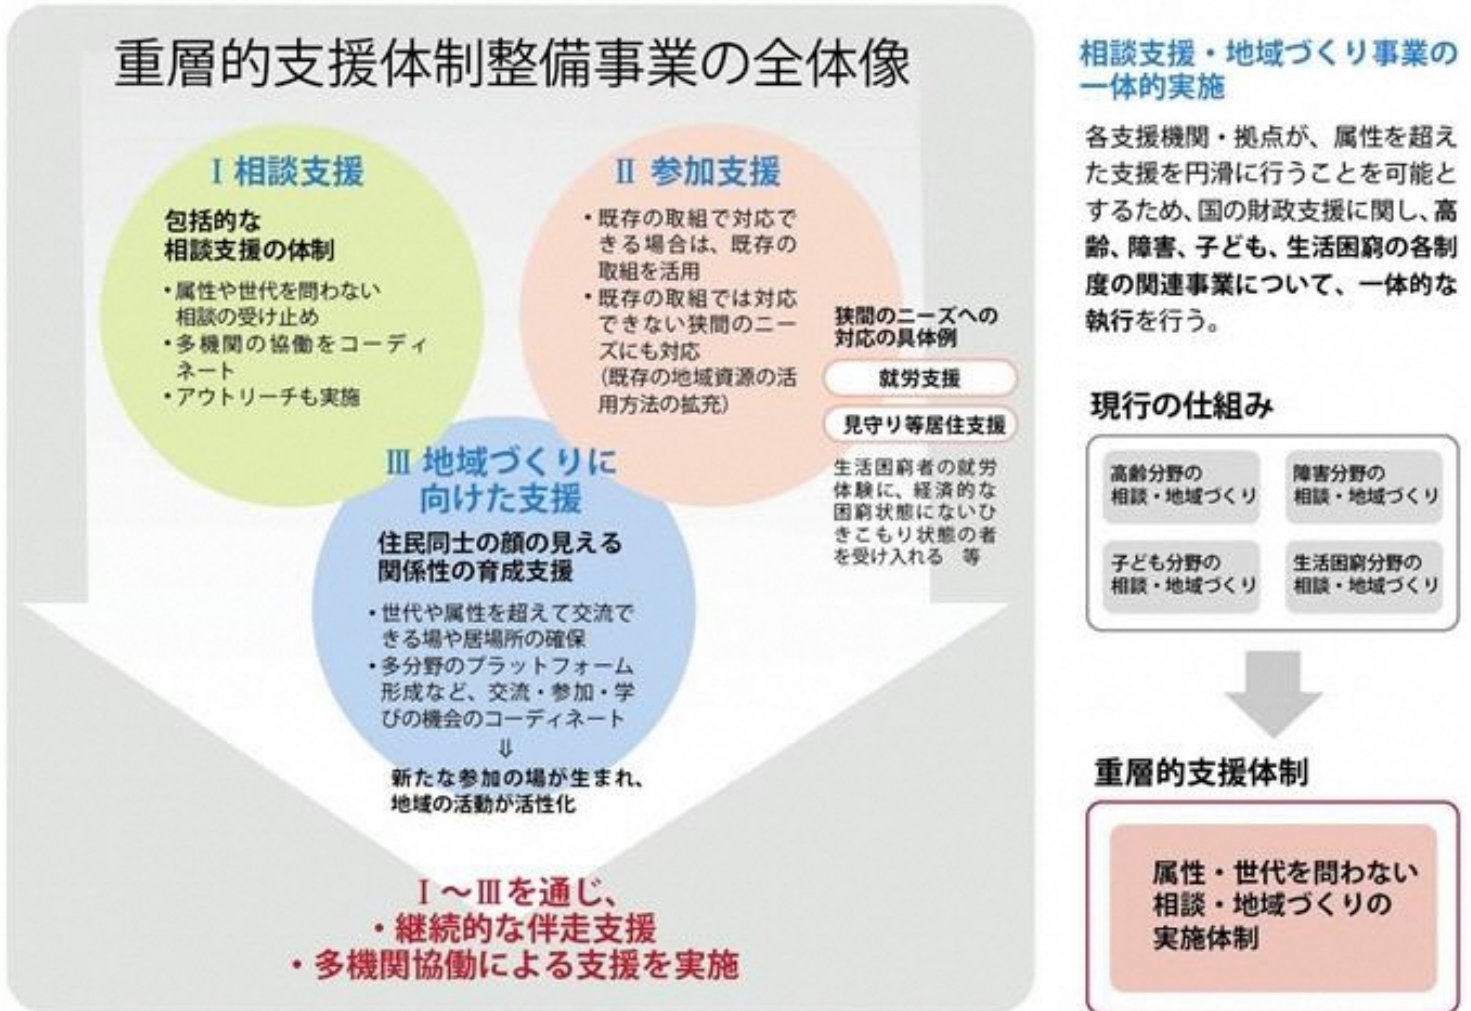 重層的支援体制整備事業の全体像
Ⅰ 相談支援
包括的な
相談支援の体制
・属性や世代を問わない
相談の受け止め
・多機関の協働をコーディ
ネート
・アウトリーチも実施
Ⅱ 参加支援
・既存の取組で対応で
きる場合は、既存の
取組を活用
・既存の取組では対応
できない狭間のニー
ズにも対応
（既存の地域資源の活
用方法の拡充）
狭間のニーズへの
対応の具体例
就労支援
見守り等居住支援
生活困窮者の就労
体験に、経済的な
困窮状態にないひ
きこもり状態の者
を受け入れる　等
Ⅲ 地域づくりに
向けた支援
住民同士の顔の見える
関係性の育成支援
・世代や属性を超えて交流で
きる場や居場所の確保
・多分野のプラットフォーム
形成など、交流・参加・学
びの機会のコーディネート
⇓
新たな参加の場が生まれ、
地域の活動が活性化
Ⅰ～Ⅲを通じ、
・継続的な伴走支援
・多機関協働による支援を実施
相談支援・地域づくり事業の
一体的実施
各支援機関・拠点が、属性を超え
た支援を円滑に行うことを可能と
するため、国の財政支援に関し、高
齢、障害、子ども、生活困窮の各制
度の関連事業について、一体的な
執行を行う。
現行の仕組み
高齢分野の
相談・地域づくり
障害分野の
相談・地域づくり
子ども分野の
相談・地域づくり
生活困窮分野の
相談・地域づくり
重層的支援体制
属性・世代を問わない
相談・地域づくりの
実施体制